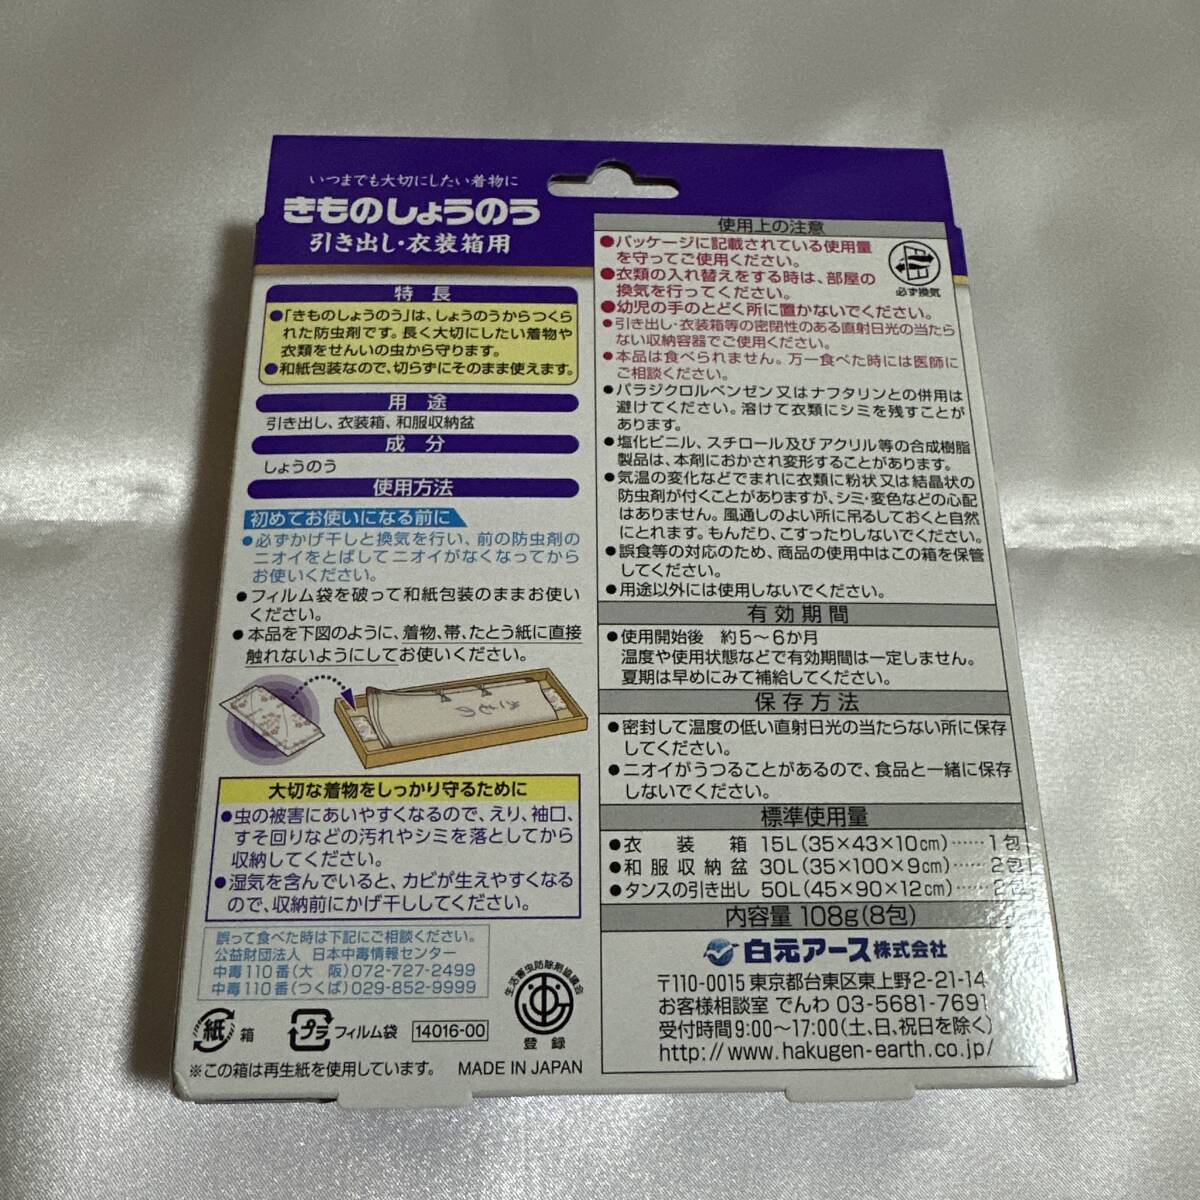 いつまでも大切にしたい着物に
きものしょうのう
引き出し・衣装箱用
特長
●「きものしょうのう」は、しょうのうからつくら
れた防虫剤です。長く大切にしたい着物や
衣類をせんいの虫から守ります。
●和紙包装なので、切らずにそのまま使えます。
用途
引き出し、衣装箱、和服収納盆
成分
しょうのう
使用方法
初めてお使いになる前に
●必ずかげ干しと換気を行い、前の防虫剤の
ニオイをとばしてニオイがなくなってから
お使いください。
●フィルム袋を破って和紙包装のままお使い
ください。
●本品を下図のように、着物、帯、たとう紙に直接
触れないようにしてお使いください。
きもの
大切な着物をしっかり守るために
●虫の被害にあいやすくなるので、えり、袖口、
すそ回りなどの汚れやシミを落としてから
収納してください。
●湿気を含んでいると、カビが生えやすくなる
ので、収納前にかげ干ししてください。
誤って食べた時は下記にご相談ください。
公益財団法人 日本中毒情報センター
中毒110番(大 阪)072-727-2499
中毒110番(つくば)029-852-9999
紙 箱
プラ フィルム袋
14016-00
生活害虫防除剤協議会
登録
※この箱は再生紙を使用しています。
MADE IN JAPAN
使用上の注意
●パッケージに記載されている使用量
を守ってご使用ください。
●衣類の入れ替えをする時は、部屋の
換気を行ってください。
必ず換気
●幼児の手のとどく所に置かないでください。
●引き出し・衣装箱等の密閉性のある直射日光の当たら
ない収納容器でご使用ください。
●本品は食べられません。万一食べた時には医師に
ご相談ください。
●パラジクロルベンゼン又はナフタリンとの併用は
避けてください。溶けて衣類にシミを残すことが
あります。
●塩化ビニル、スチロール及びアクリル等の合成樹脂
製品は、本剤におかされ変形することがあります。
●気温の変化などでまれに衣類に粉状又は結晶状の
防虫剤が付くことがありますが、シミ・変色などの心配
はありません。風通しのよい所に吊るしておくと自然
にとれます。もんだり、こすったりしないでください。
●誤食等の対応のため、商品の使用中はこの箱を保管
してください。
●用途以外には使用しないでください。
有効期間
●使用開始後 約5〜6か月
温度や使用状態などで有効期間は一定しません。
夏期は早めにみて補給してください。
保存方法
●密封して温度の低い直射日光の当たらない所に保存
してください。
●ニオイがうつることがあるので、食品と一緒に保存
しないでください。
標準使用量
●衣装箱 15L(35×43×10cm)……1包
●和服収納盆 30L(35×100×9cm)……2包
●タンスの引き出し 50L(45×90×12cm)……2包
内容量 108g(8包)
白元アース株式会社
〒110-0015 東京都台東区東上野2-21-14
お客様相談室 でんわ 03-5681-7691
受付時間9:00〜17:00(土、日、祝日を除く)
http://www.hakugen-earth.co.jp/